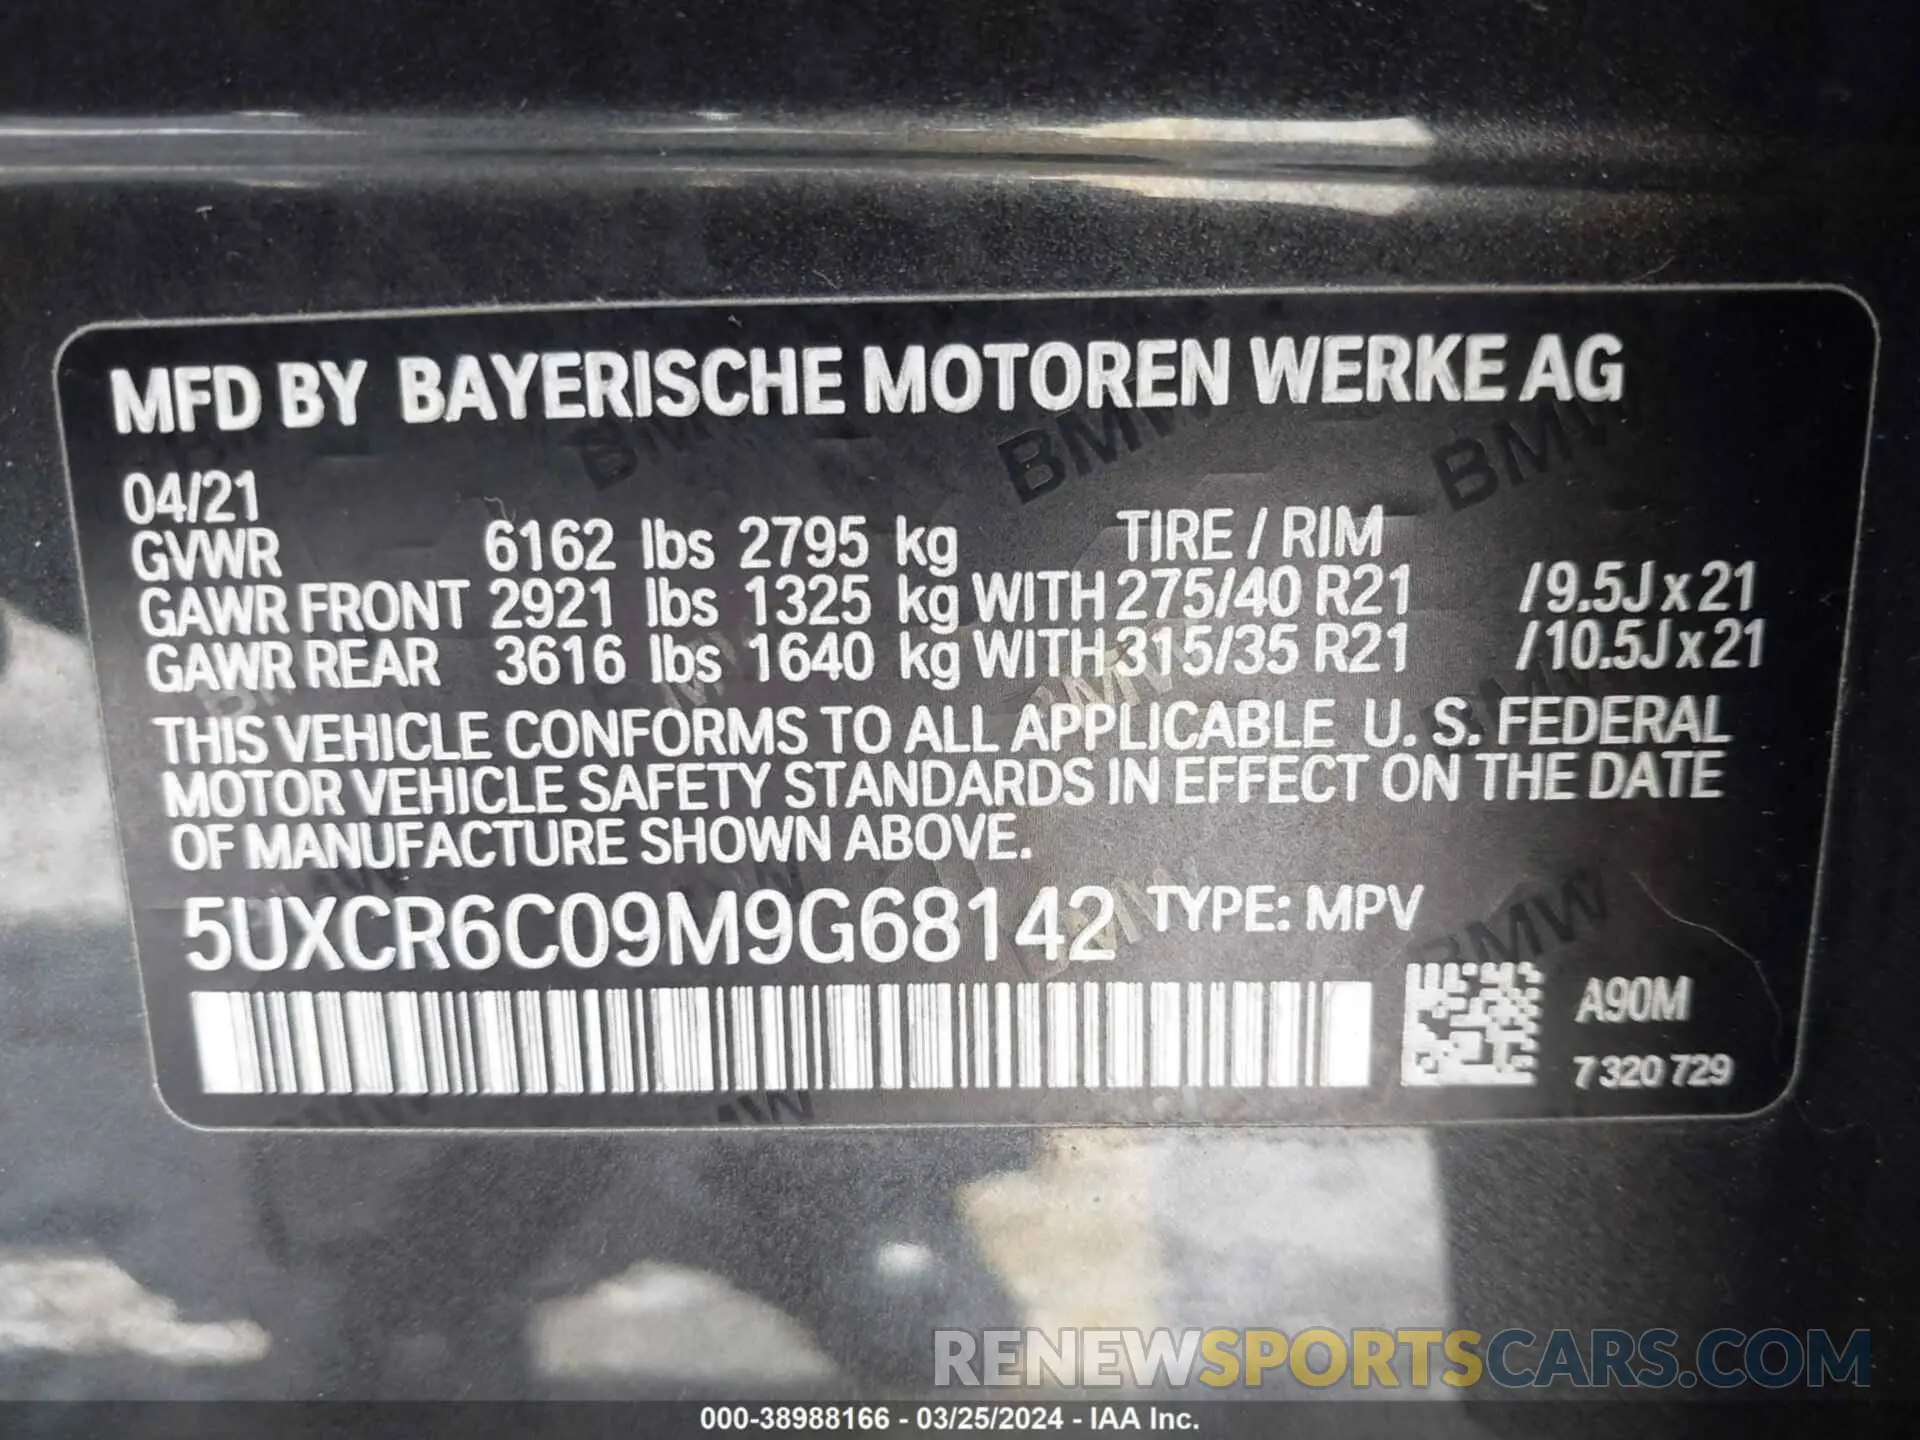 MFD BY BAYERISCHE MOTOREN WERKE AG
04/21
GVWR 6162 lbs 2795 kg TIRE / RIM
GAWR FRONT 2921 lbs 1325 kg WITH 275/40 R21 /9.5J x 21
GAWR REAR 3616 lbs 1640 kg WITH 315/35 R21 /10.5J x 21
THIS VEHICLE CONFORMS TO ALL APPLICABLE U. S. FEDERAL
MOTOR VEHICLE SAFETY STANDARDS IN EFFECT ON THE DATE
OF MANUFACTURE SHOWN ABOVE.
5UXCR6C09M9G68142 TYPE: MPV
A90M
7 320 729
RENEWSPORTSCARS.COM
000-38988166 - 03/25/2024 - IAA Inc.